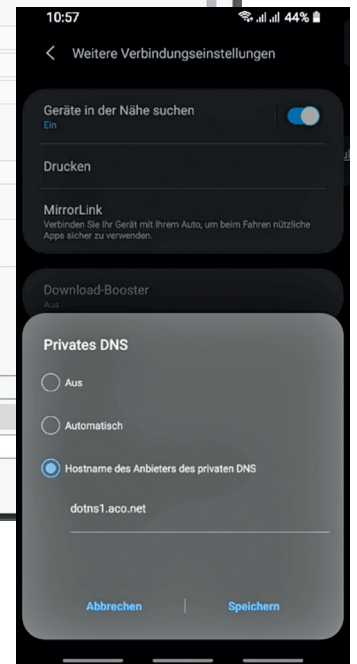 10:57
44%
Weitere Verbindungseinstellungen
Geräte in der Nähe suchen
Ein
Drucken
MirrorLink
Verbinden Sie Ihr Gerät mit Ihrem Auto, um beim Fahren nützliche
Apps sicher zu verwenden.
Download-Booster
Aus
Privates DNS
Aus
Automatisch
Hostname des Anbieters des privaten DNS
dotns1.aco.net
Abbrechen
Speichern